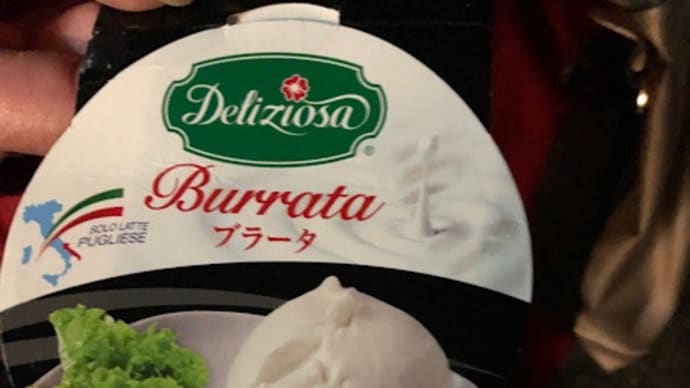 Deliziosa
®
Burrata
ブラータ
SOLO LATTE
PUGLIESE